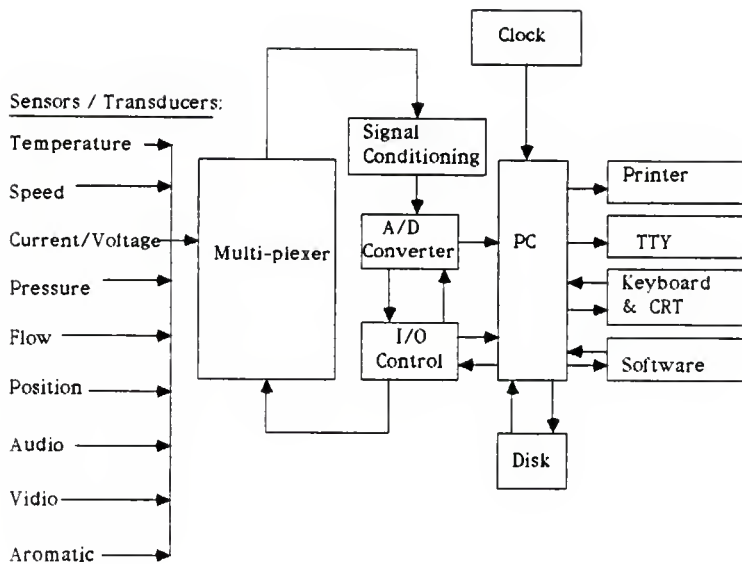 Clock
Sensors / Transducers:
Temperature
Speed
Current/Voltage
Pressure
Flow
Position
Audio
Vidio
Aromatic
Multi-plexer
Signal
Conditioning
A/D
Converter
I/O
Control
PC
Disk
Printer
TTY
Keyboard
& CRT
Software